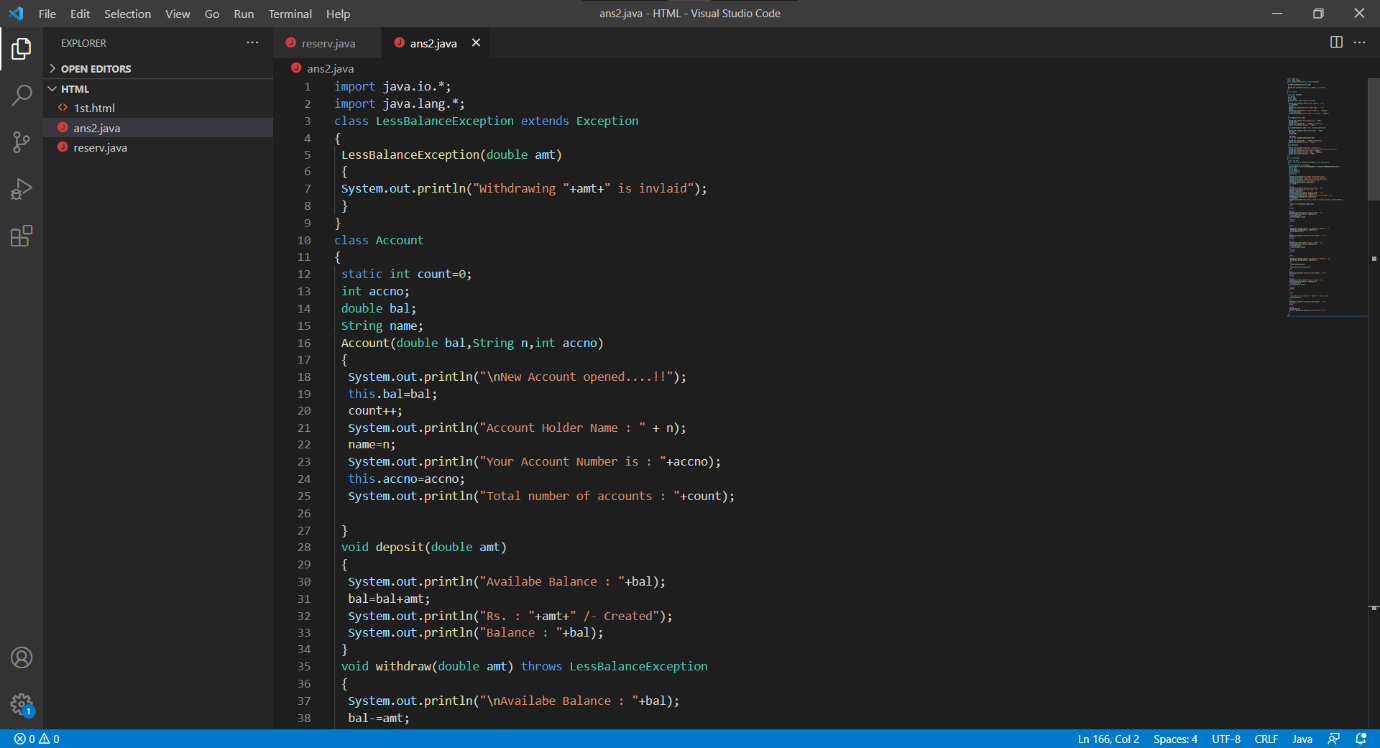 File Edit Selection View Go Run Terminal Help
ans2.java - HTML - Visual Studio Code
EXPLORER
OPEN EDITORS
HTML
1st.html
ans2.java
reserv.java
reserv.java ans2.java
ans2.java
1 import java.io.*;
2 import java.lang.*;
3 class LessBalanceException extends Exception
4 {
5 LessBalanceException(double amt)
6 {
7 System.out.println("Withdrawing "+amt+" is invlaid");
8 }
9 }
10 class Account
11 {
12 static int count=0;
13 int accno;
14 double bal;
15 String name;
16 Account(double bal,String n,int accno)
17 {
18 System.out.println("\nNew Account opened....!!");
19 this.bal=bal;
20 count++;
21 System.out.println("Account Holder Name : " + n);
22 name=n;
23 System.out.println("Your Account Number is : "+accno);
24 this.accno=accno;
25 System.out.println("Total number of accounts : "+count);
26
27 }
28 void deposit(double amt)
29 {
30 System.out.println("Availabe Balance : "+bal);
31 bal=bal+amt;
32 System.out.println("Rs. : "+amt+" /- Created");
33 System.out.println("Balance : "+bal);
34 }
35 void withdraw(double amt) throws LessBalanceException
36 {
37 System.out.println("\nAvailabe Balance : "+bal);
38 bal-=amt;
1
0 0
Ln 166, Col 2 Spaces: 4 UTF-8 CRLF Java